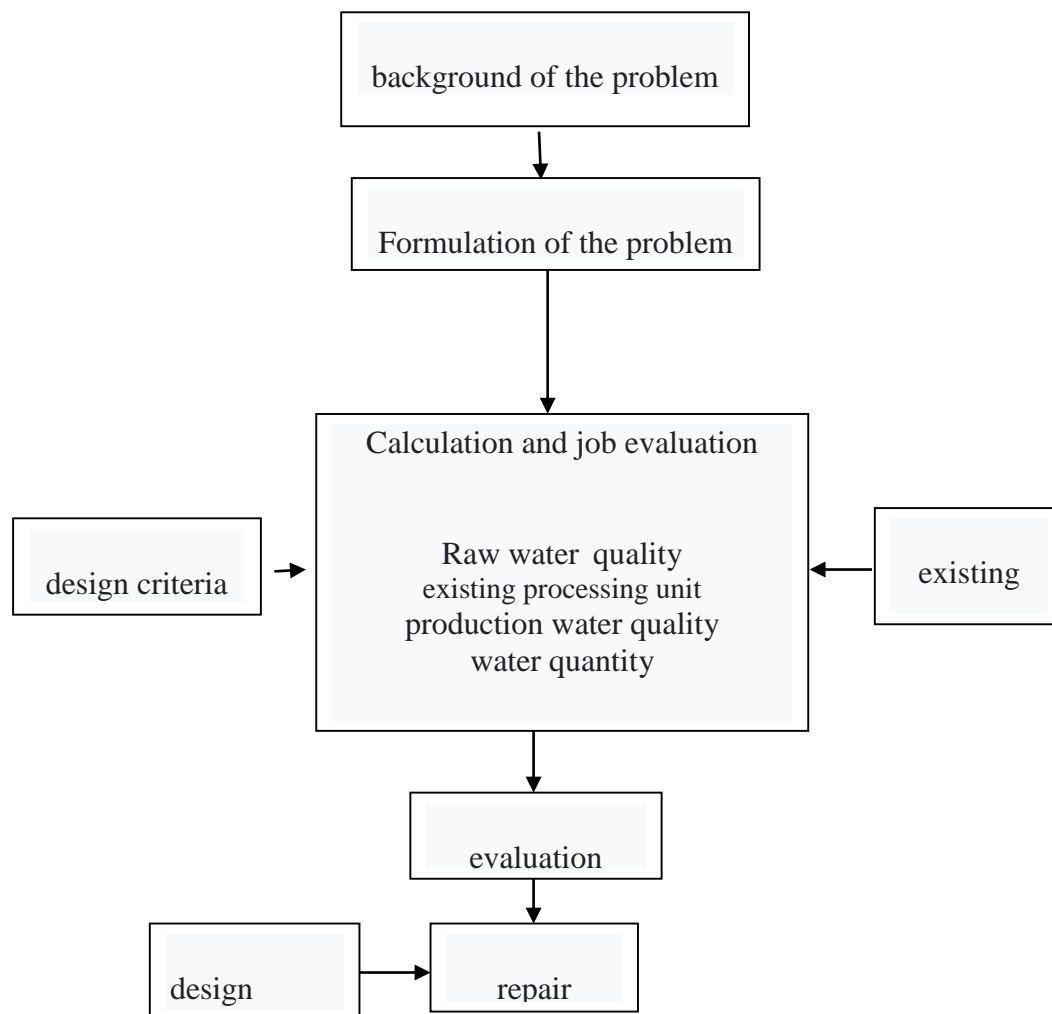 background of the problem
Formulation of the problem
Calculation and job evaluation
Raw water quality
existing processing unit
production water quality
water quantity
design criteria
existing
evaluation
design
repair